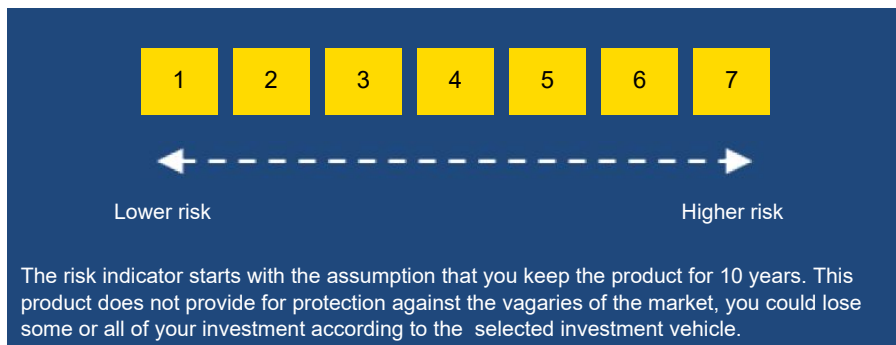 1 2 3 4 5 6 7
Lower risk Higher risk
The risk indicator starts with the assumption that you keep the product for 10 years. This
product does not provide for protection against the vagaries of the market, you could lose
some or all of your investment according to the  selected investment vehicle.